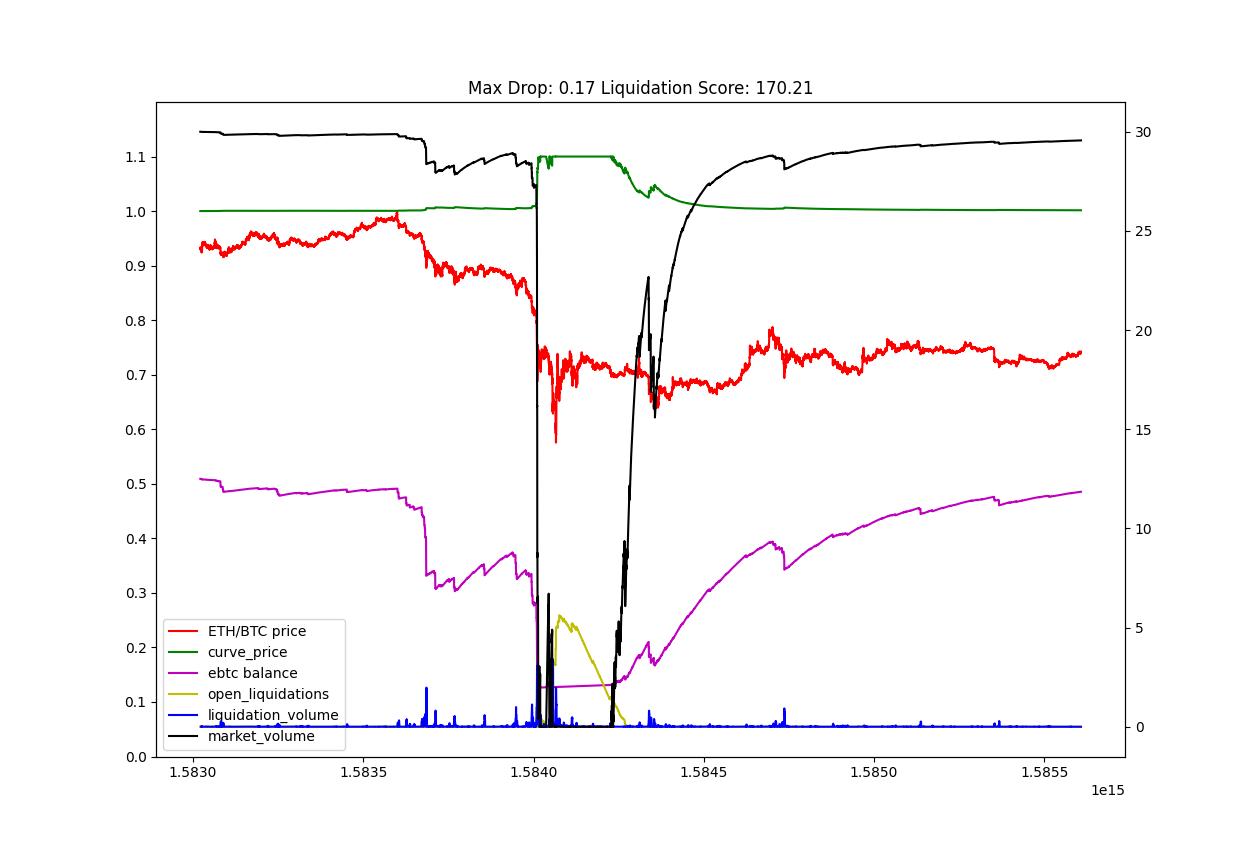 Max Drop: 0.17 Liquidation Score: 170.21
1.1
1.0
0.9
0.8
0.7
0.6
0.5
0.4
0.3
0.2
0.1
0.0
30
25
20
15
10
5
0
ETH/BTC price
curve_price
ebtc balance
open_liquidations
liquidation_volume
market_volume
1.5830 1.5835 1.5840 1.5845 1.5850 1.5855
1e15